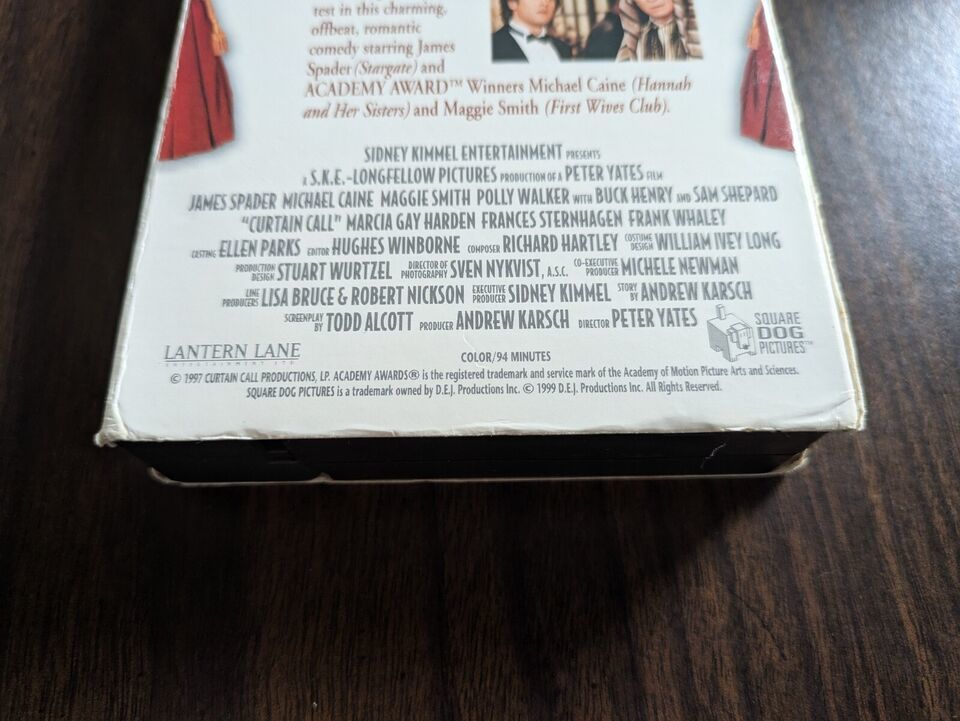 test in this charming,
offbeat, romantic
comedy starring James
Spader (Stargate) and
ACADEMY AWARD™ Winners Michael Caine (Hannah
and Her Sisters) and Maggie Smith (First Wives Club).
SIDNEY KIMMEL ENTERTAINMENT PRESENTS
A S.K.E.-LONGFELLOW PICTURES PRODUCTION OF A PETER YATES FILM
JAMES SPADER MICHAEL CAINE MAGGIE SMITH POLLY WALKER WITH BUCK HENRY AND SAM SHEPARD
"CURTAIN CALL" MARCIA GAY HARDEN FRANCES STERNHAGEN FRANK WHALEY
CASTING ELLEN PARKS EDITOR HUGHES WINBORNE COMPOSER RICHARD HARTLEY COSTUME DESIGN WILLIAM IVEY LONG
PRODUCTION DESIGN STUART WURTZEL DIRECTOR OF PHOTOGRAPHY SVEN NYKVIST, A.S.C. CO-EXECUTIVE PRODUCER MICHELE NEWMAN
LINE PRODUCERS LISA BRUCE & ROBERT NICKSON EXECUTIVE PRODUCER SIDNEY KIMMEL STORY BY ANDREW KARSCH
SCREENPLAY BY TODD ALCOTT PRODUCER ANDREW KARSCH DIRECTOR PETER YATES
SQUARE
DOG
PICTURES™
LANTERN LANE
ENTERTAINMENT LTD.
COLOR/94 MINUTES
© 1997 CURTAIN CALL PRODUCTIONS, LP. ACADEMY AWARDS® is the registered trademark and service mark of the Academy of Motion Picture Arts and Sciences.
SQUARE DOG PICTURES is a trademark owned by D.E.J. Productions Inc. © 1999 D.E.J. Productions Inc. All Rights Reserved.